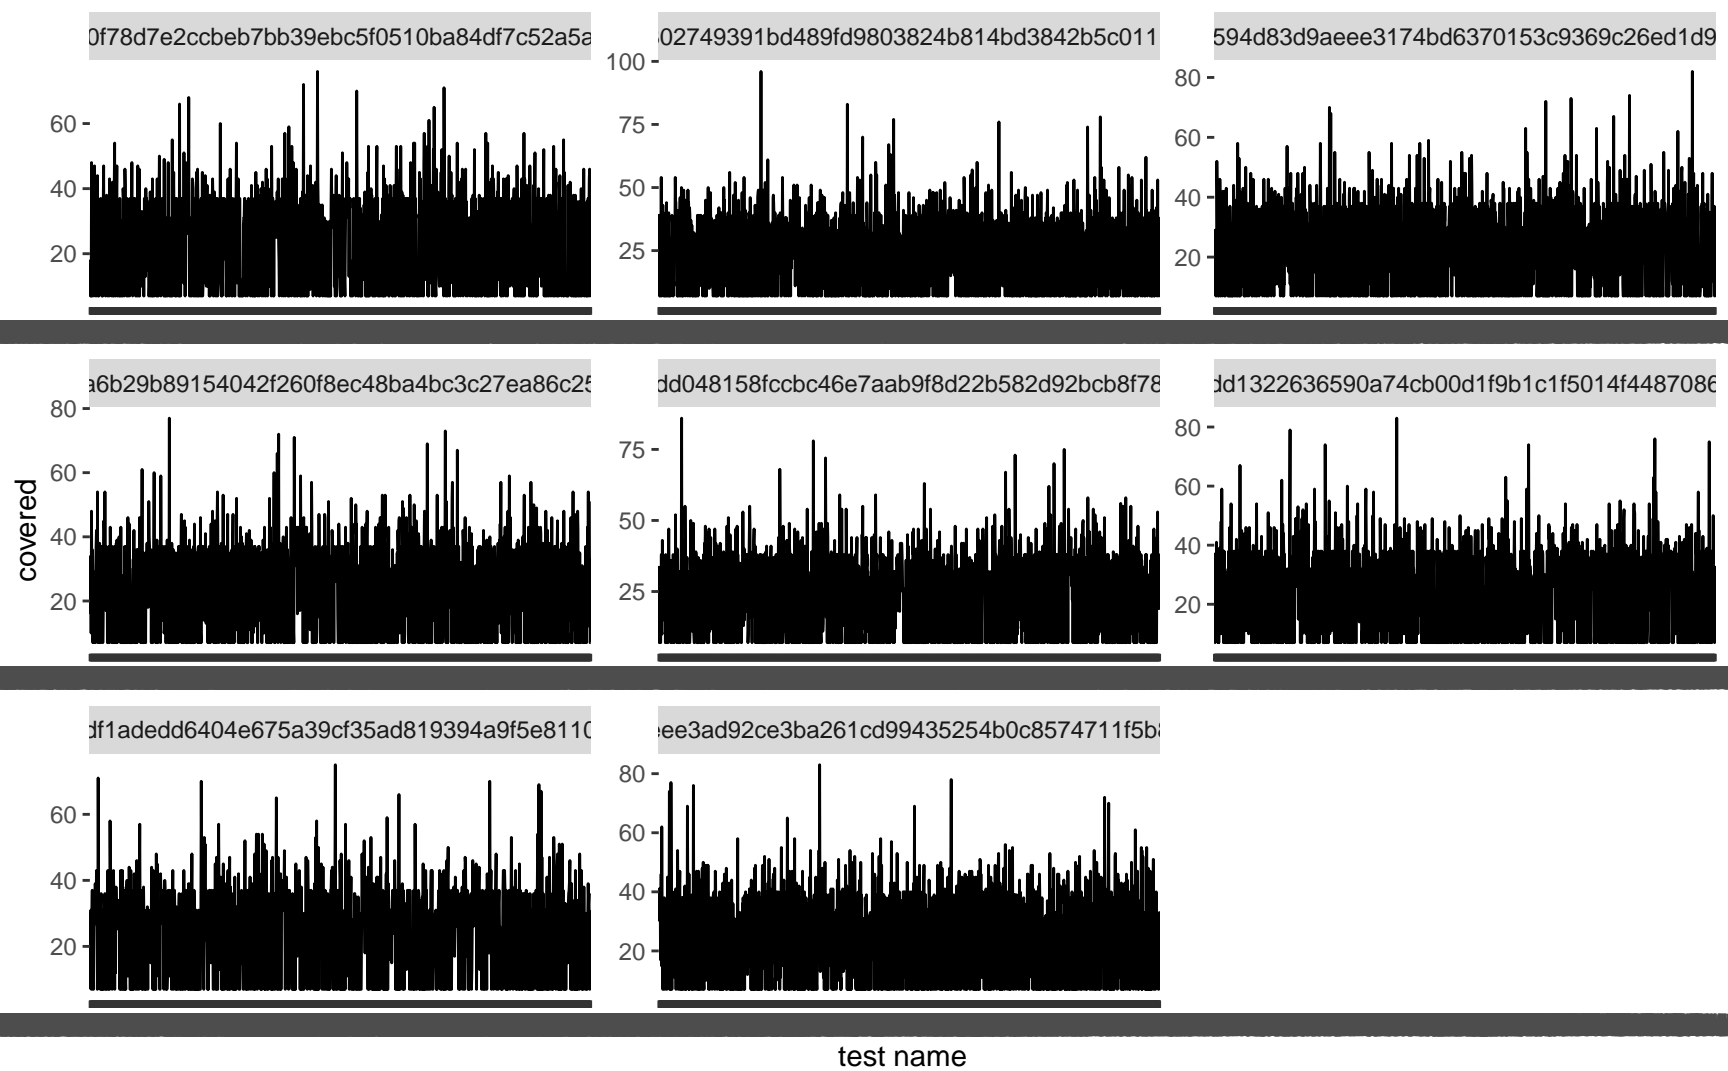 0f78d7e2ccbeb7bb39ebc5f0510ba84df7c52a5a
02749391bd489fd9803824b814bd3842b5c011
594d83d9aeee3174bd6370153c9369c26ed1d9
60
40
20
100
75
50
25
80
60
40
20
a6b29b89154042f260f8ec48ba4bc3c27ea86c25
dd048158fccbc46e7aab9f8d22b582d92bcb8f78
dd1322636590a74cb00d1f9b1c1f5014f4487086
80
60
40
20
75
50
25
80
60
40
20
covered
df1adedd6404e675a39cf35ad819394a9f5e8110
eee3ad92ce3ba261cd99435254b0c8574711f5b8
60
40
20
80
60
40
20
test name